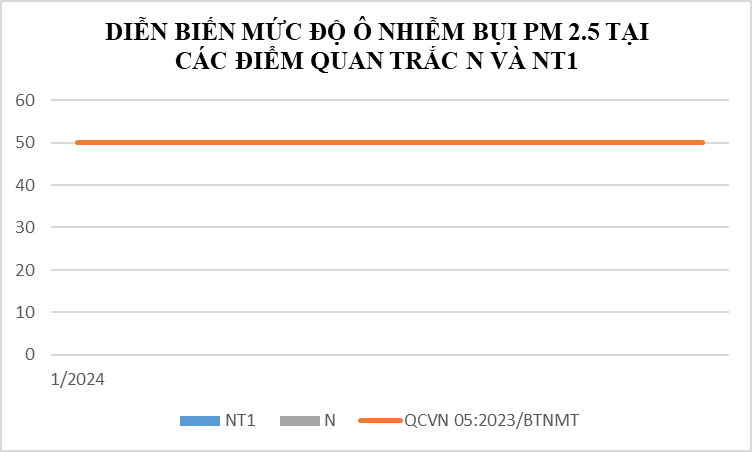 DIỄN BIẾN MỨC ĐỘ Ô NHIỄM BỤI PM 2.5 TẠI
CÁC ĐIỂM QUAN TRẮC N VÀ NT1
60
50
40
30
20
10
0
1/2024
NT1 N QCVN 05:2023/BTNMT